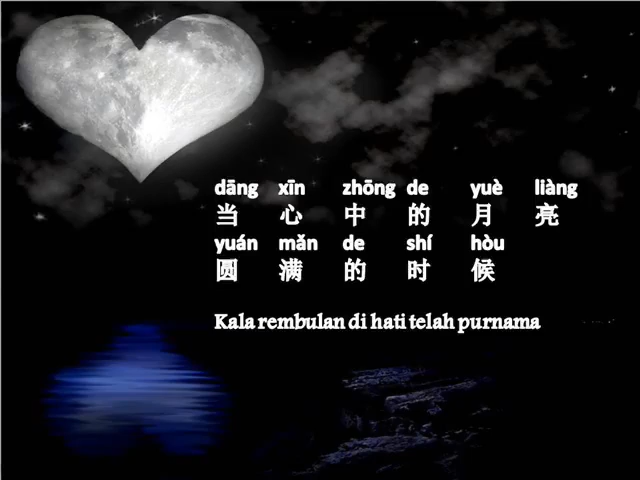 dāng xīn zhōng de yuè liàng
当 心 中 的 月 亮
yuán mǎn de shí hòu
圆 满 的 时 候
Kala rembulan di hati telah purnama